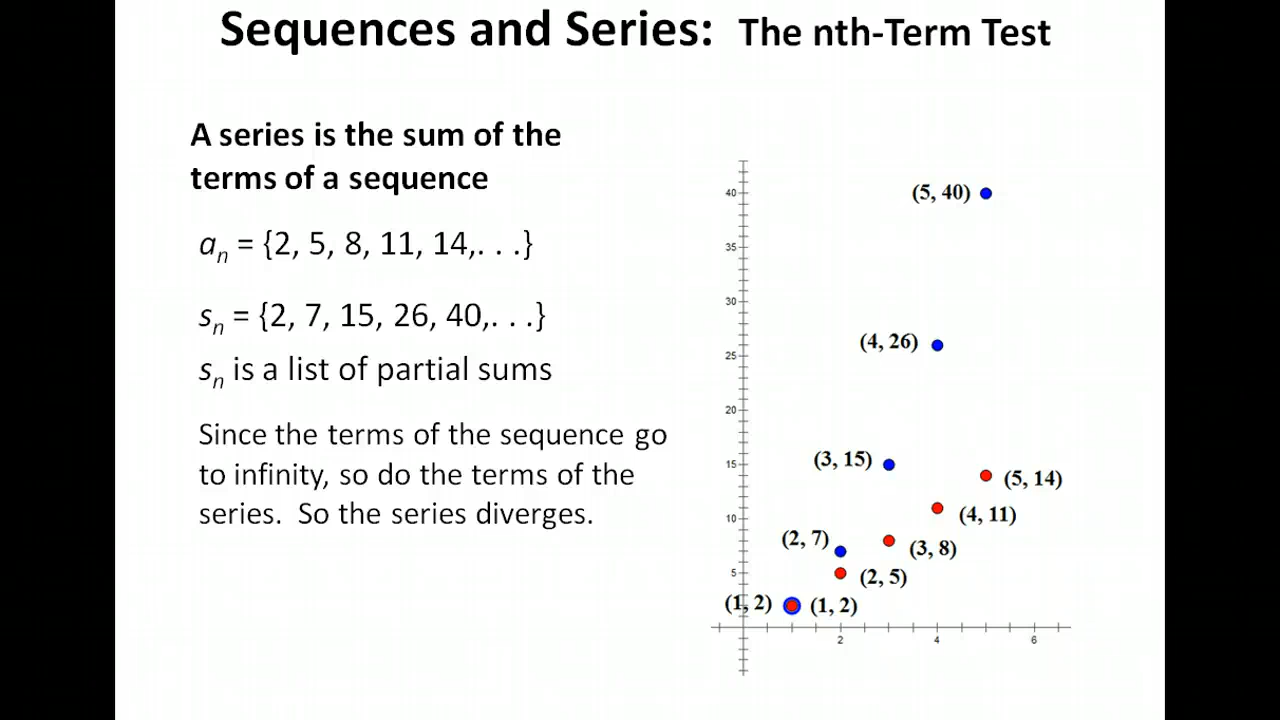 Sequences and Series: The nth-Term Test
A series is the sum of the
terms of a sequence
aₙ = {2, 5, 8, 11, 14,. . .}
sₙ = {2, 7, 15, 26, 40,. . .}
sₙ is a list of partial sums
Since the terms of the sequence go
to infinity, so do the terms of the
series. So the series diverges.
40
(5, 40)
35
30
(4, 26)
25
20
(3, 15)
15
(5, 14)
10
(4, 11)
(2, 7)
(3, 8)
5
(2, 5)
(1, 2)
(1, 2)
2
4
6